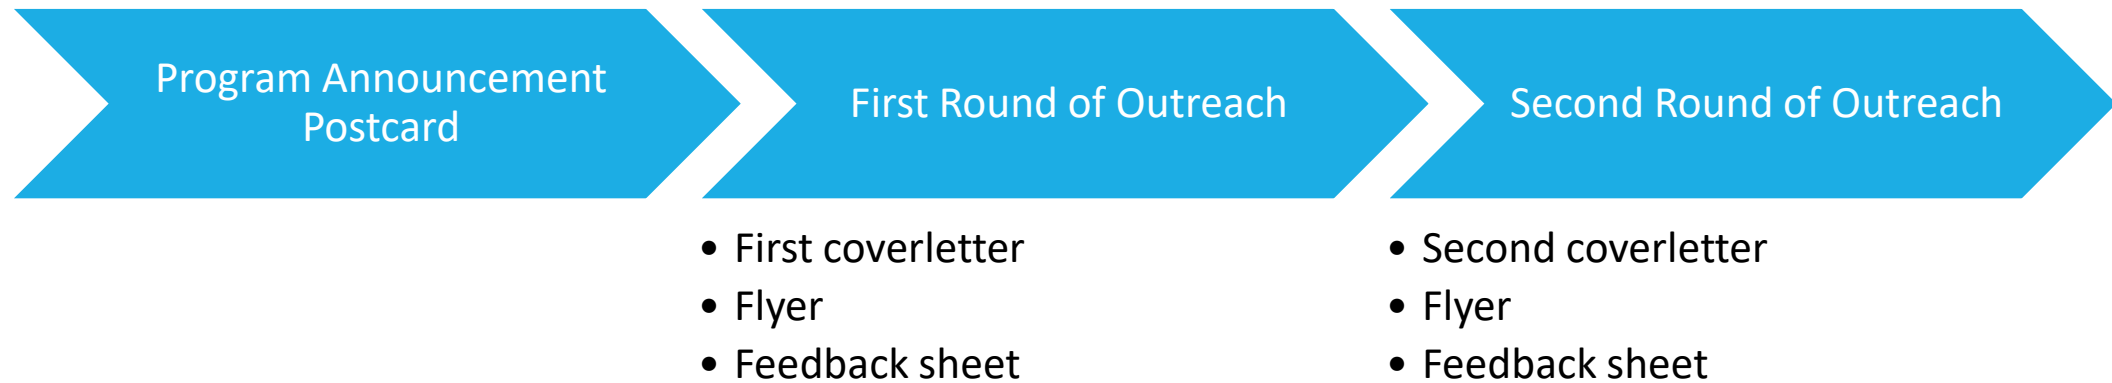 Program Announcement
Postcard
First Round of Outreach
• First coverletter
• Flyer
• Feedback sheet
Second Round of Outreach
• Second coverletter
• Flyer
• Feedback sheet